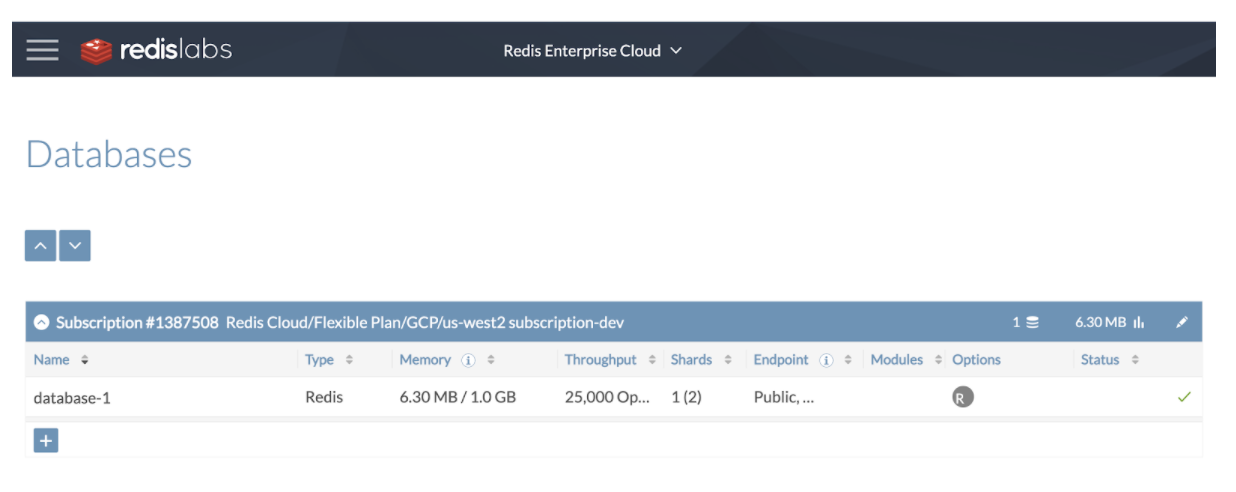 redislabs
Redis Enterprise Cloud
Databases
Subscription #1387508 Redis Cloud/Flexible Plan/GCP/us-west2 subscription-dev 1 6.30 MB
Name Type Memory Throughput Shards Endpoint Modules Options Status
database-1 Redis 6.30 MB / 1.0 GB 25,000 Op... 1 (2) Public, ... R